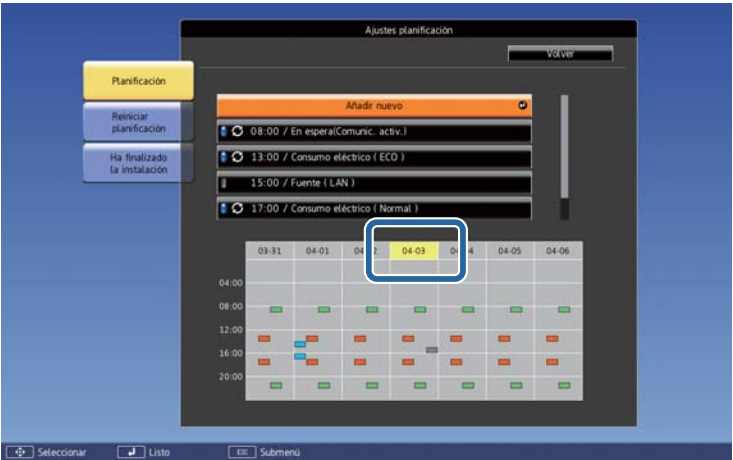 Ajustes planificación
Volver
Planificación
Reiniciar
planificación
Ha finalizado
la instalación
Añadir nuevo
08:00 / En espera(Comunic. activ.)
13:00 / Consumo eléctrico ( ECO )
15:00 / Fuente ( LAN )
17:00 / Consumo eléctrico ( Normal )
03-31 04-01 04-03 04-05 04-06
04:00
08:00
12:00
16:00
20:00
Seleccionar Listo Esc Submenú